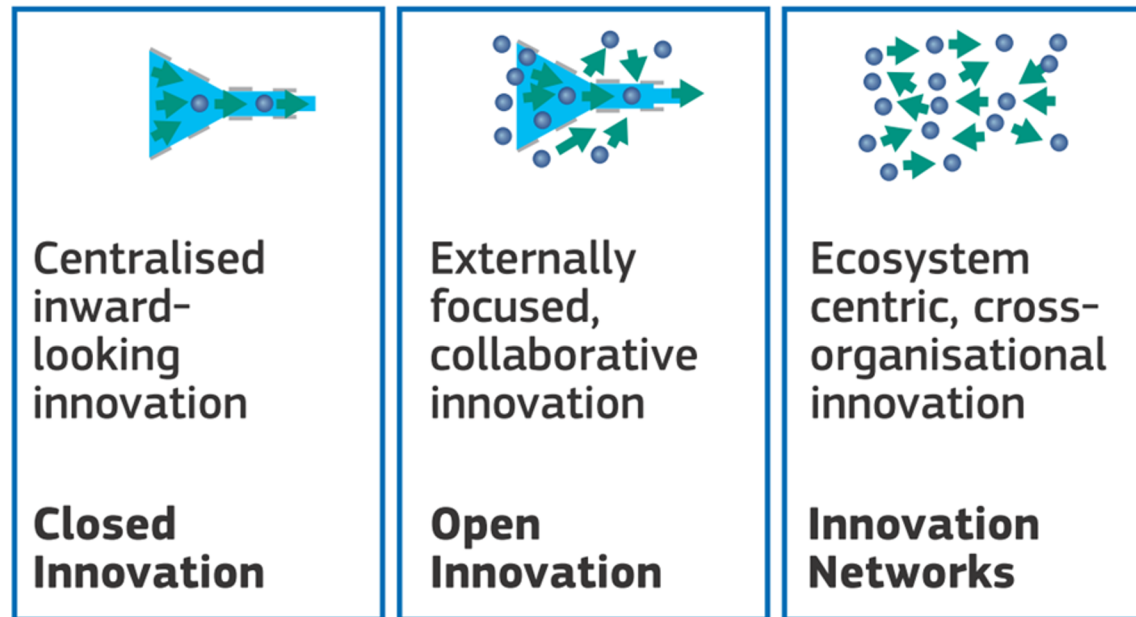 Centralised
inward-
looking
innovation
Closed
Innovation
Externally
focused,
collaborative
innovation
Open
Innovation
Ecosystem
centric, cross-
organisational
innovation
Innovation
Networks